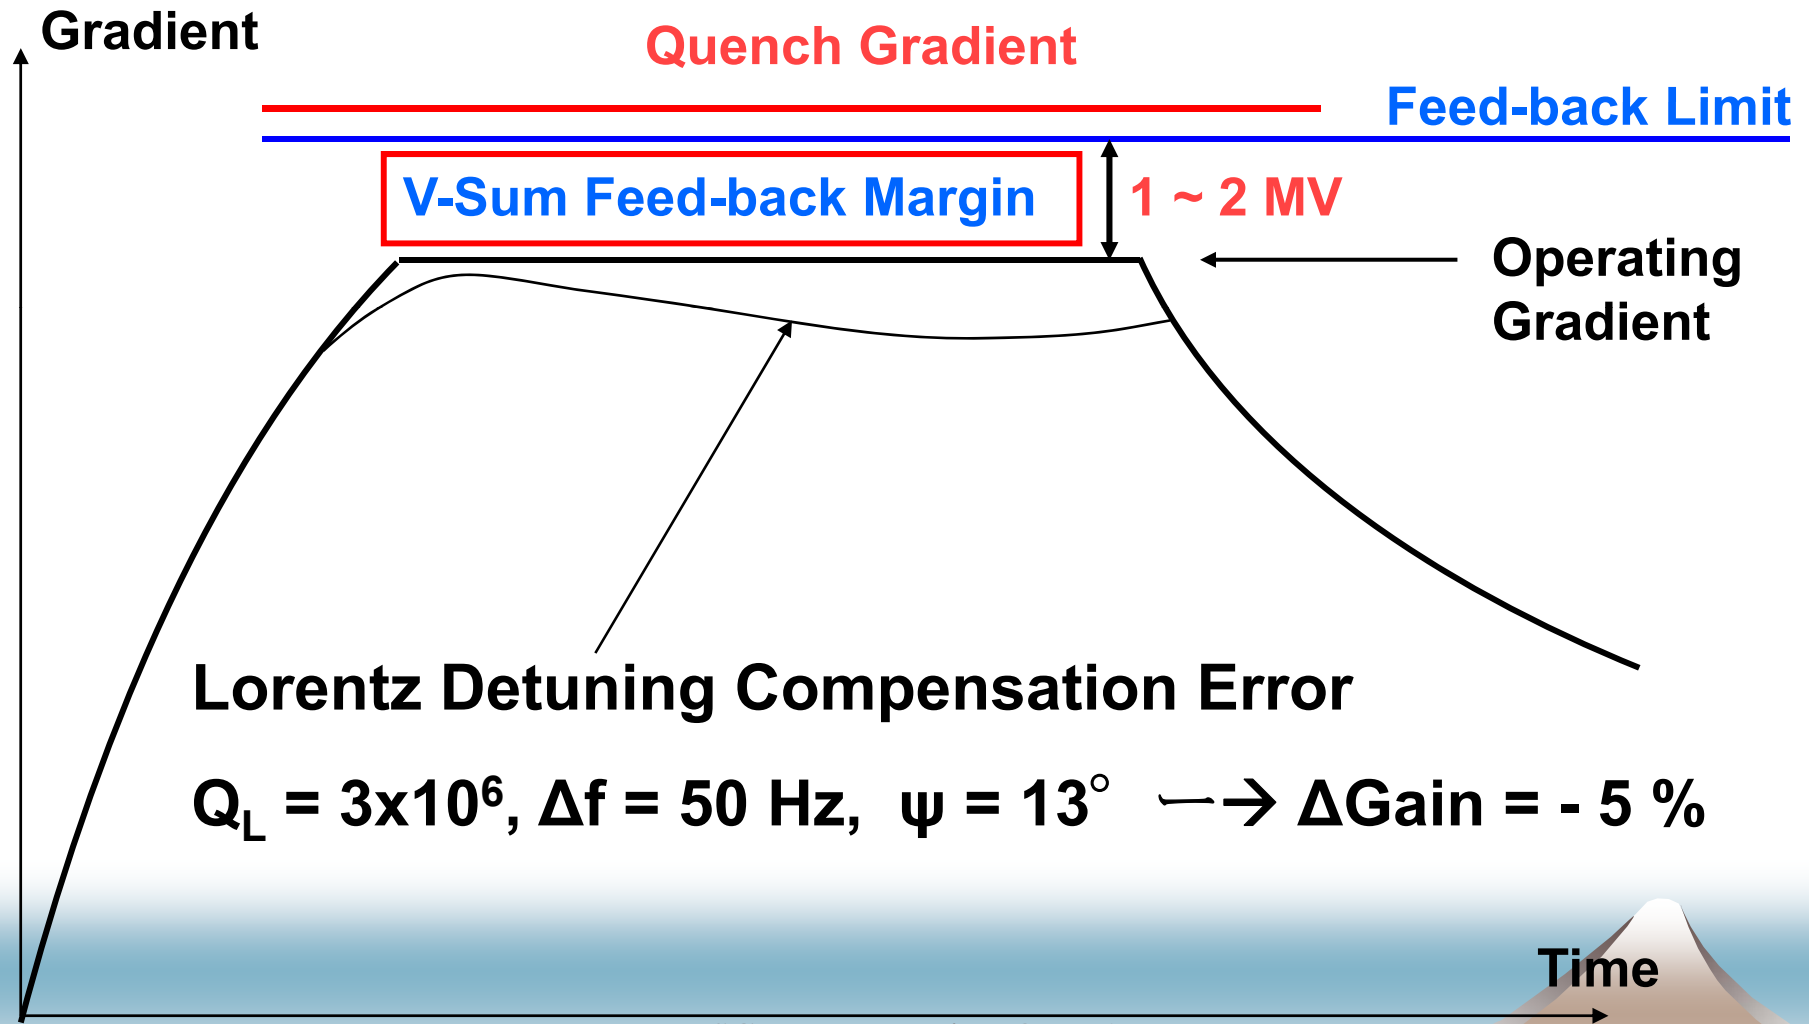 Gradient
Quench Gradient
Feed-back Limit
V-Sum Feed-back Margin
1 ~ 2 MV
Operating
Gradient
Lorentz Detuning Compensation Error
Q_L = 3x10⁶, Δf = 50 Hz, ψ = 13° → ΔGain = - 5 %
Time